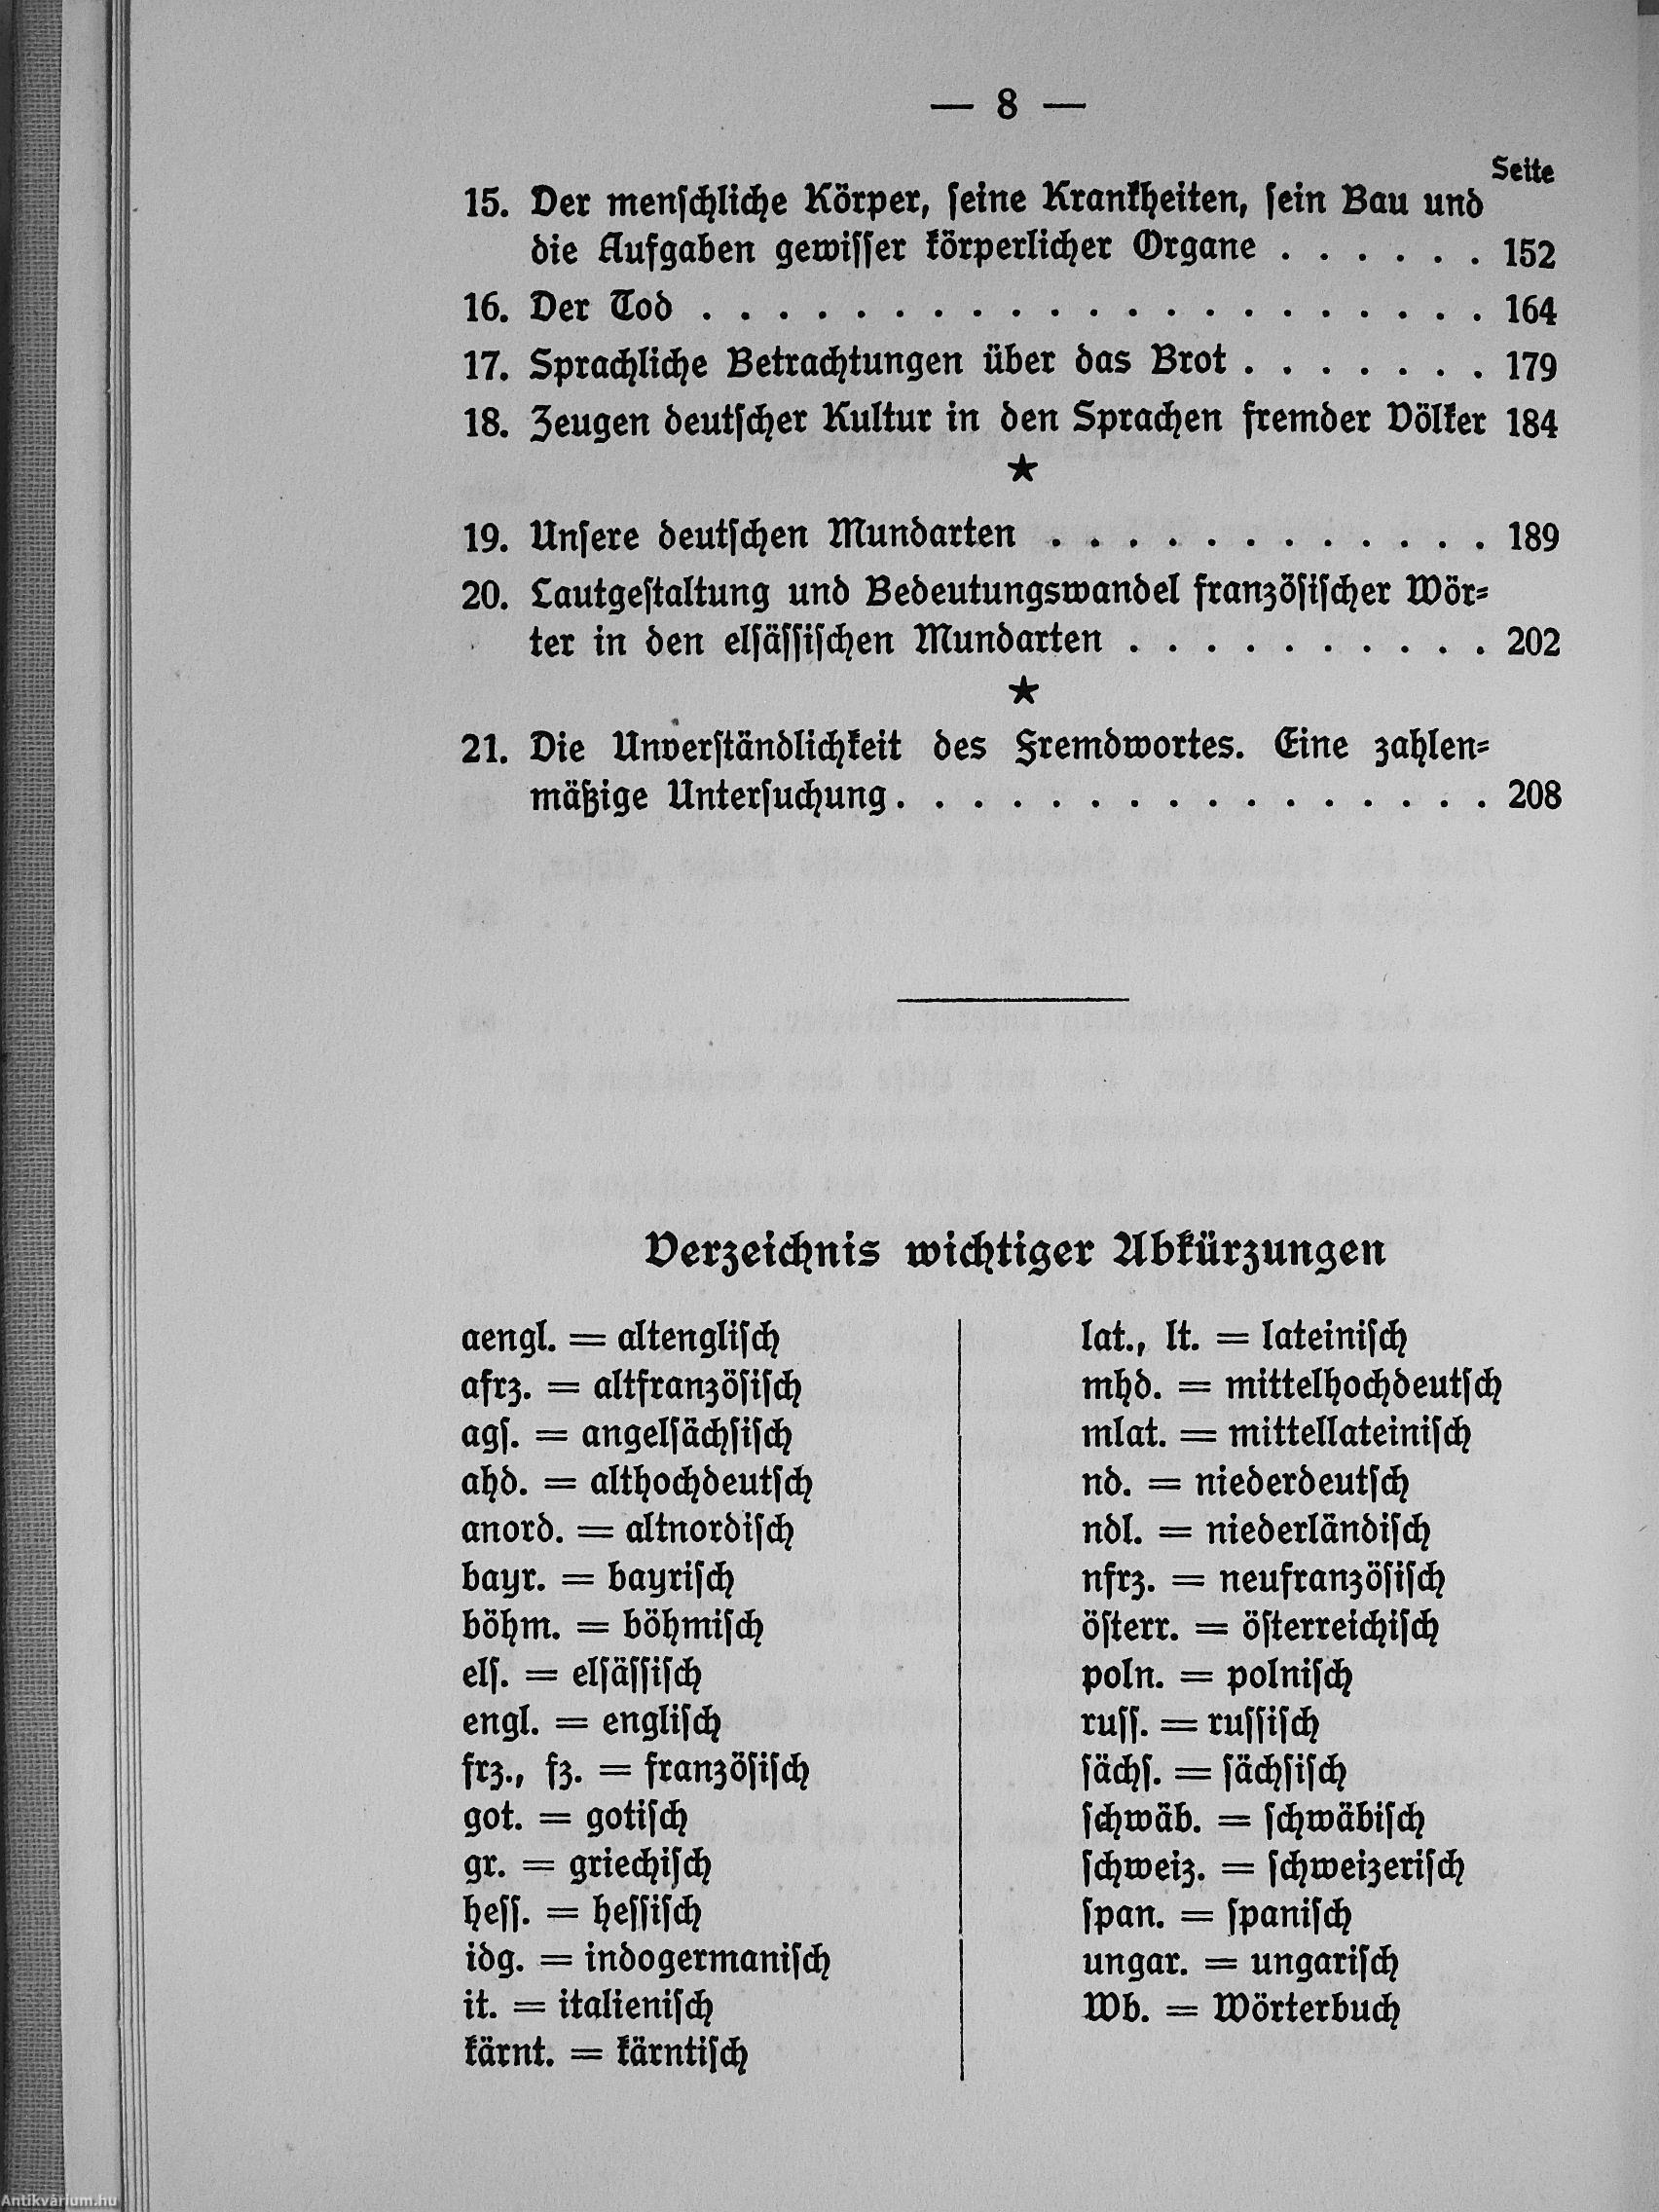 — 8 —
Seite
15. Der menſchliche Körper, ſeine Krankheiten, ſein Bau und
die Aufgaben gewiſſer körperlicher Organe . . . . . . 152
16. Der Tod . . . . . . . . . . . . . . . . . . . . . 164
17. Sprachliche Betrachtungen über das Brot . . . . . . . 179
18. Zeugen deutſcher Kultur in den Sprachen fremder Völker 184
★
19. Unſere deutſchen Mundarten . . . . . . . . . . . . 189
20. Lautgeſtaltung und Bedeutungswandel franzöſiſcher Wör-
ter in den elſäſſiſchen Mundarten . . . . . . . . . . 202
★
21. Die Unverſtändlichkeit des Fremdwortes. Eine zahlen-
mäßige Unterſuchung . . . . . . . . . . . . . . . . 208
Verzeichnis wichtiger Abkürzungen
aengl. = altengliſch
afrz. = altfranzöſiſch
agſ. = angelſächſiſch
ahd. = althochdeutſch
anord. = altnordiſch
bayr. = bayriſch
böhm. = böhmiſch
elſ. = elſäſſiſch
engl. = engliſch
frz., fz. = franzöſiſch
got. = gotiſch
gr. = griechiſch
heſſ. = heſſiſch
idg. = indogermaniſch
it. = italieniſch
kärnt. = kärntiſch
lat., lt. = lateiniſch
mhd. = mittelhochdeutſch
mlat. = mittellateiniſch
nd. = niederdeutſch
ndl. = niederländiſch
nfrz. = neufranzöſiſch
öſterr. = öſterreichiſch
poln. = polniſch
ruſſ. = ruſſiſch
ſächſ. = ſächſiſch
ſchwäb. = ſchwäbiſch
ſchweiz. = ſchweizeriſch
ſpan. = ſpaniſch
ungar. = ungariſch
Wb. = Wörterbuch
Antikvárium.hu